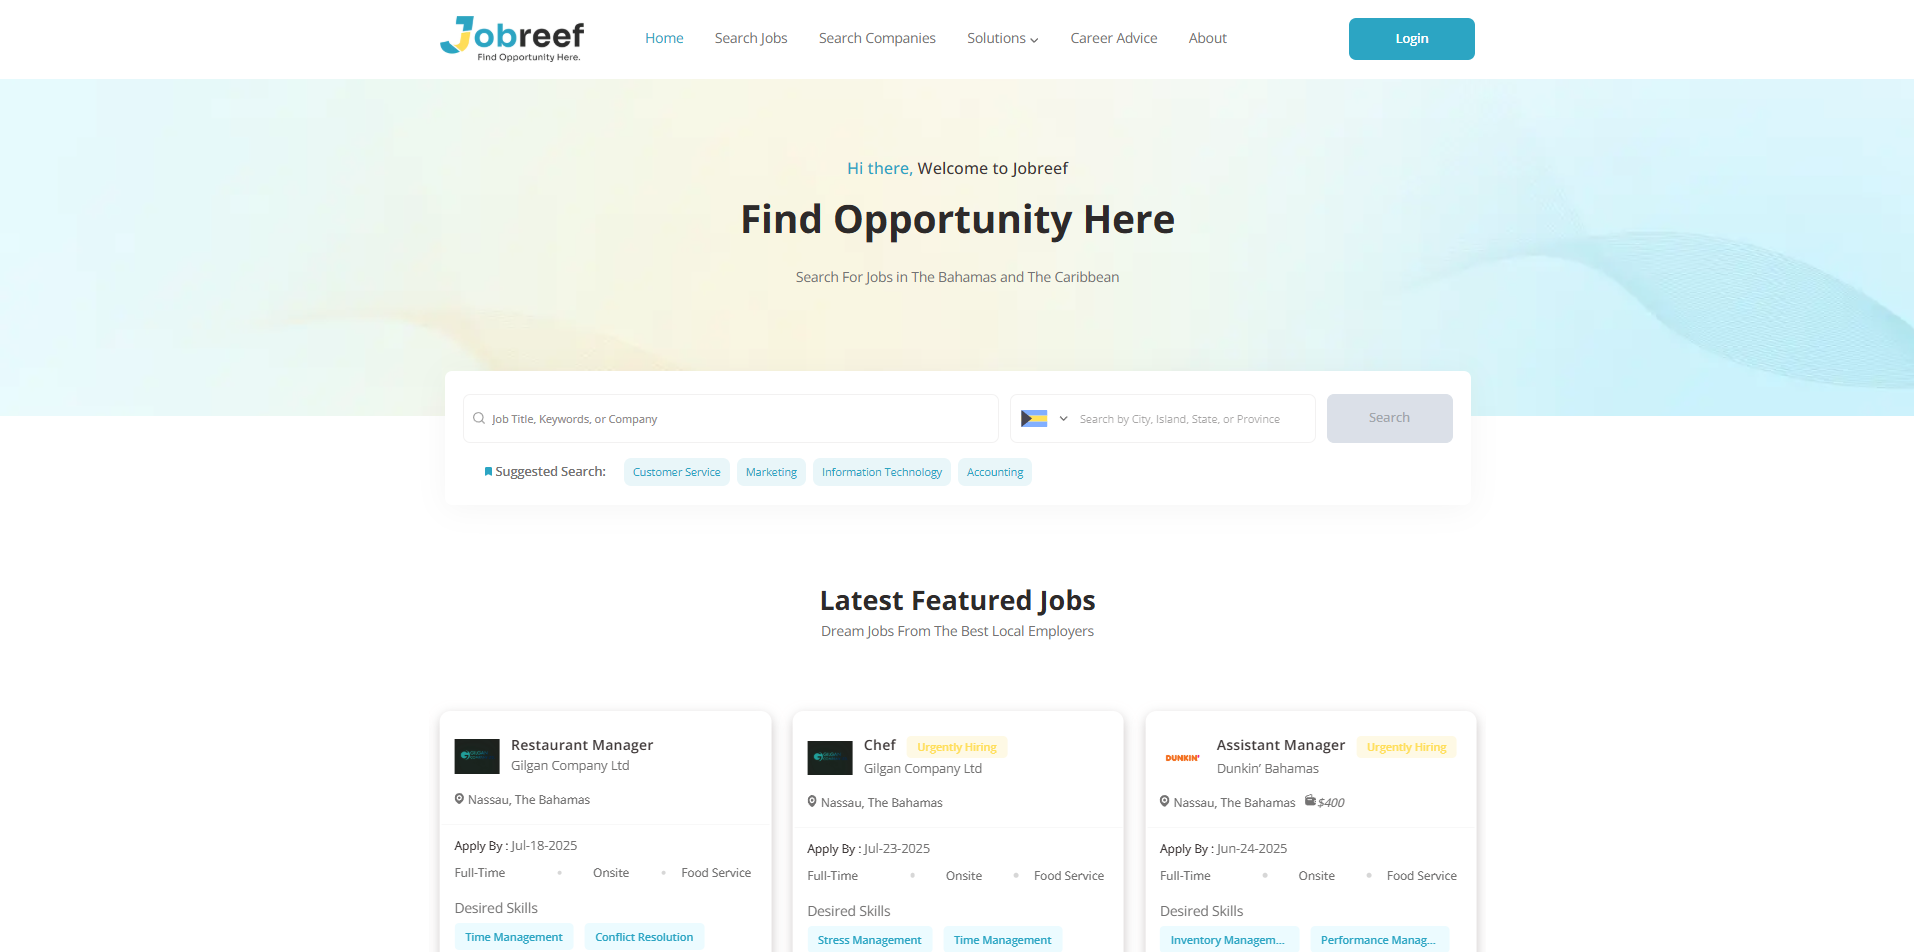 Jobreef
Find Opportunity Here.
Home
Search Jobs
Search Companies
Solutions
Career Advice
About
Login
Hi there, Welcome to Jobreef
Find Opportunity Here
Search For Jobs in The Bahamas and The Caribbean
Job Title, Keywords, or Company
Search by City, Island, State, or Province
Search
Suggested Search:
Customer Service
Marketing
Information Technology
Accounting
Latest Featured Jobs
Dream Jobs From The Best Local Employers
Restaurant Manager
Gilgan Company Ltd
Nassau, The Bahamas
Apply By : Jul-18-2025
Full-Time • Onsite • Food Service
Desired Skills
Time Management
Conflict Resolution
Chef
Urgently Hiring
Gilgan Company Ltd
Nassau, The Bahamas
Apply By : Jul-23-2025
Full-Time • Onsite • Food Service
Desired Skills
Stress Management
Time Management
DUNKIN'
Assistant Manager
Urgently Hiring
Dunkin’ Bahamas
Nassau, The Bahamas $400
Apply By : Jun-24-2025
Full-Time • Onsite • Food Service
Desired Skills
Inventory Managem...
Performance Manag...